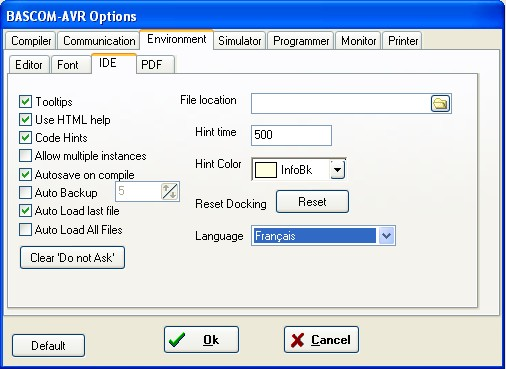 BASCOM-AVR Options
Compiler Communication Environment Simulator Programmer Monitor Printer
Editor Font IDE PDF
Tooltips
Use HTML help
Code Hints
Allow multiple instances
Autosave on compile
Auto Backup 5
Auto Load last file
Auto Load All Files
Clear 'Do not Ask'
File location
Hint time 500
Hint Color InfoBk
Reset Docking Reset
Language Français
Default Ok Cancel